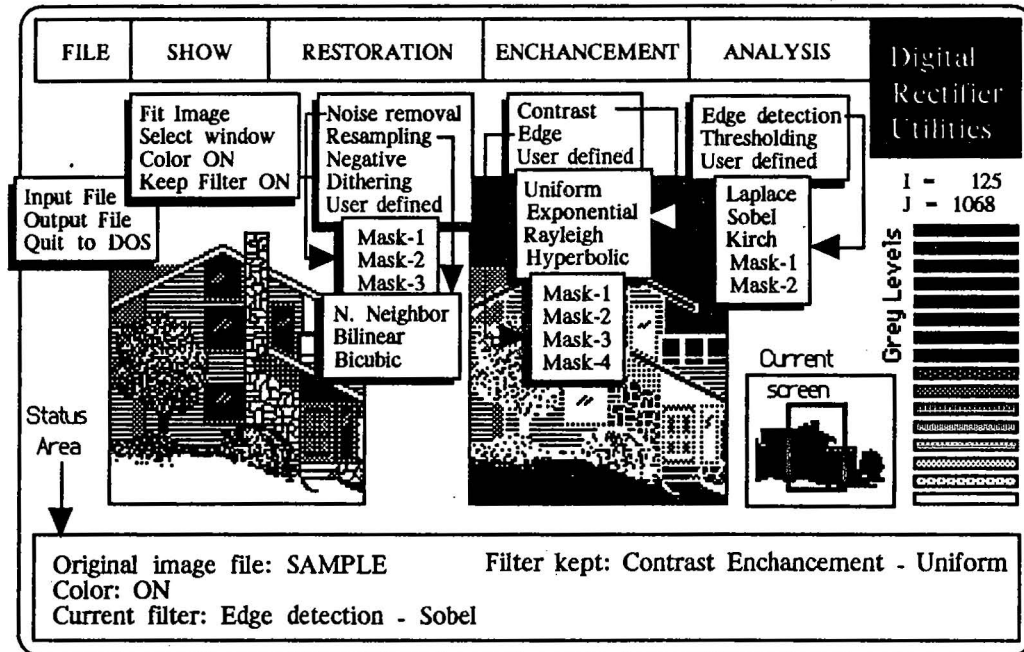 FILE
SHOW
RESTORATION
ENCHANCEMENT
ANALYSIS
Digital
Rectifier
Utilities
Input File
Output File
Quit to DOS
Fit Image
Select window
Color ON
Keep Filter ON
Noise removal
Resampling
Negative
Dithering
User defined
Mask-1
Mask-2
Mask-3
N. Neighbor
Bilinear
Bicubic
Contrast
Edge
User defined
Uniform
Exponential
Rayleigh
Hyperbolic
Mask-1
Mask-2
Mask-3
Mask-4
Edge detection
Thresholding
User defined
Laplace
Sobel
Kirch
Mask-1
Mask-2
I - 125
J - 1068
Grey Levels
Current
screen
Status
Area
Original image file: SAMPLE
Color: ON
Current filter: Edge detection - Sobel
Filter kept: Contrast Enchancement - Uniform